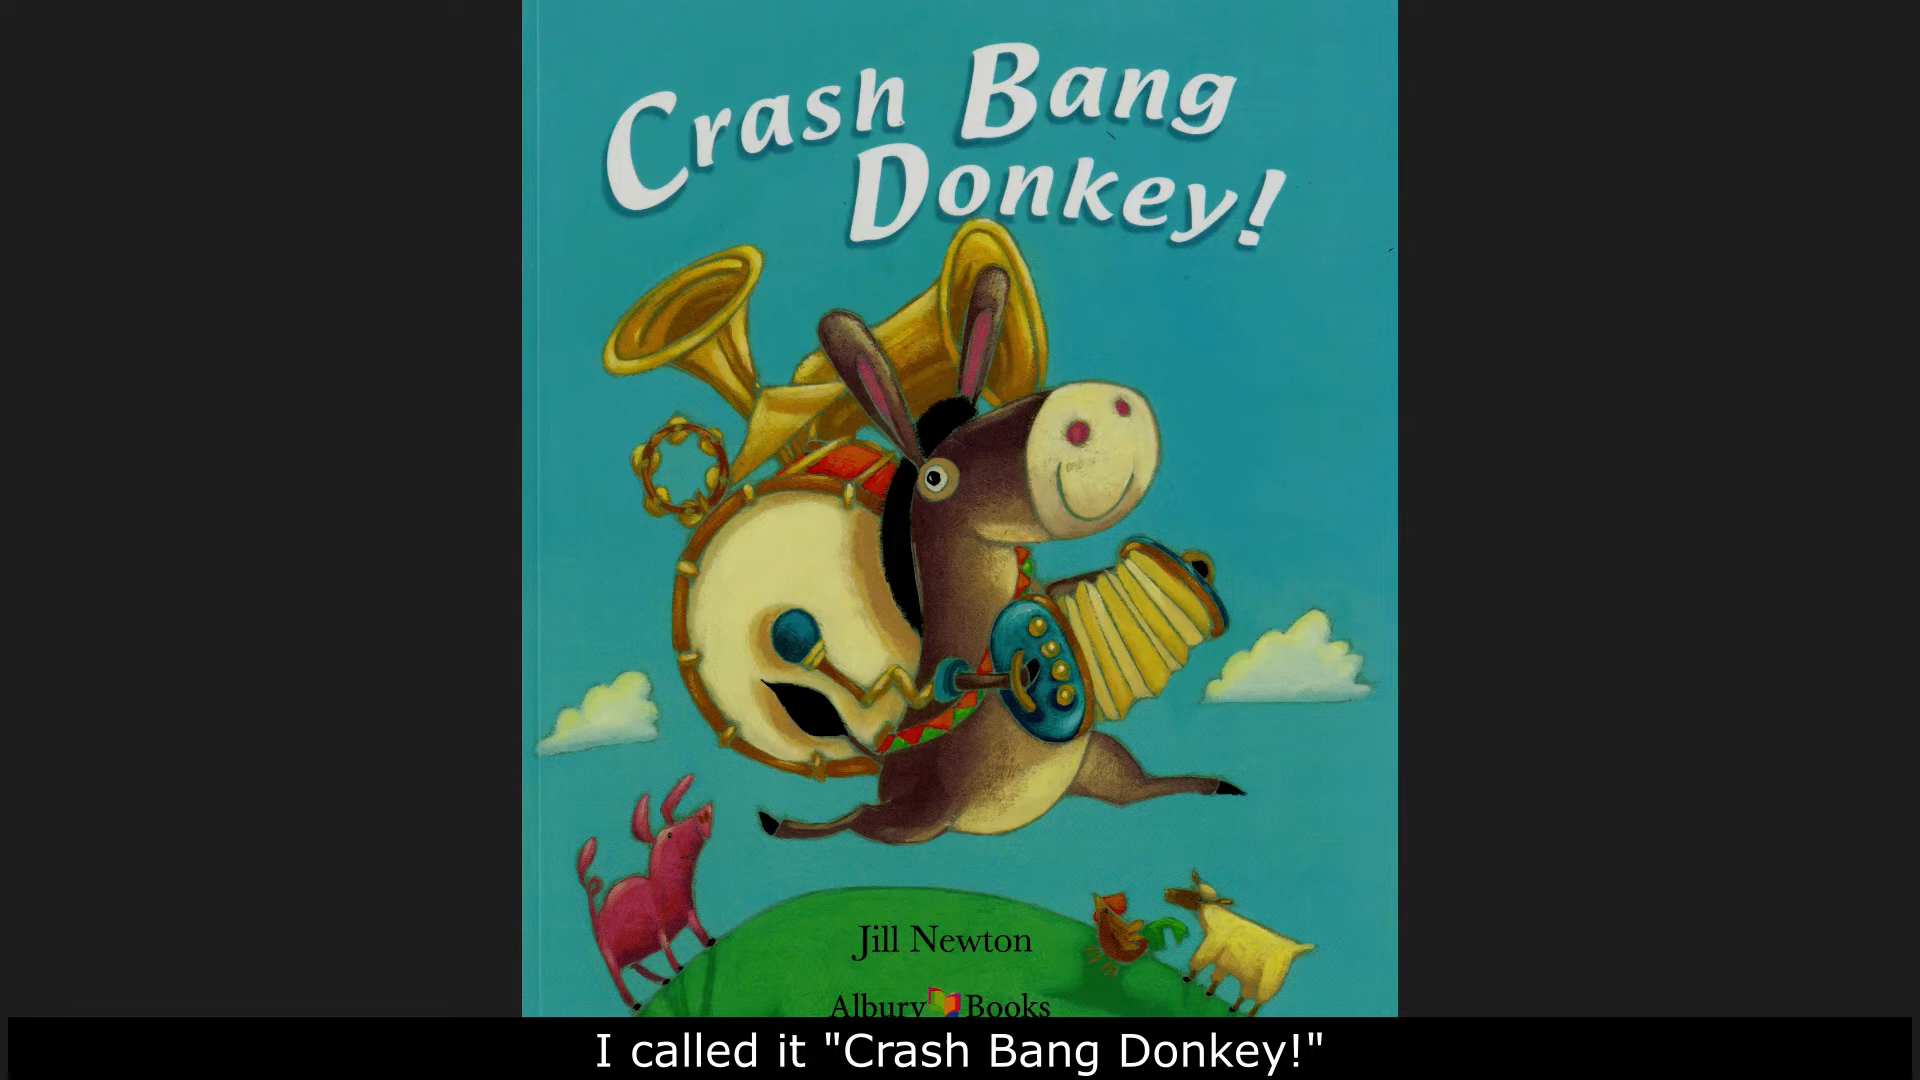 Crash Bang
Donkey!
Jill Newton
Albury Books
I called it "Crash Bang Donkey!"